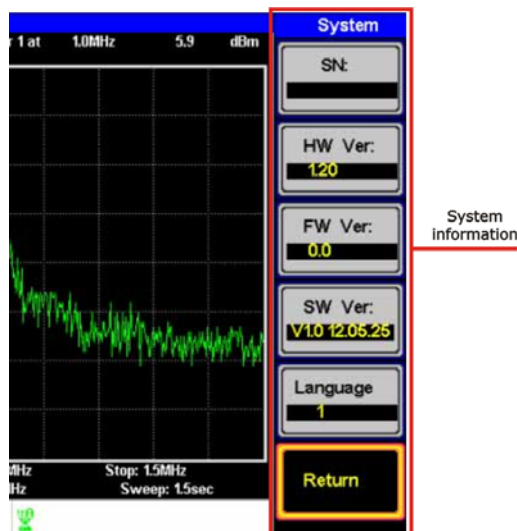 System
r 1 at 1.0MHz 5.9 dBm
SN:
HW Ver:
1.20
FW Ver:
0.0
SW Ver:
V1.0 12.05.25
Language
1
Return
MHz Stop: 1.5MHz
Hz Sweep: 1.5sec
System
information